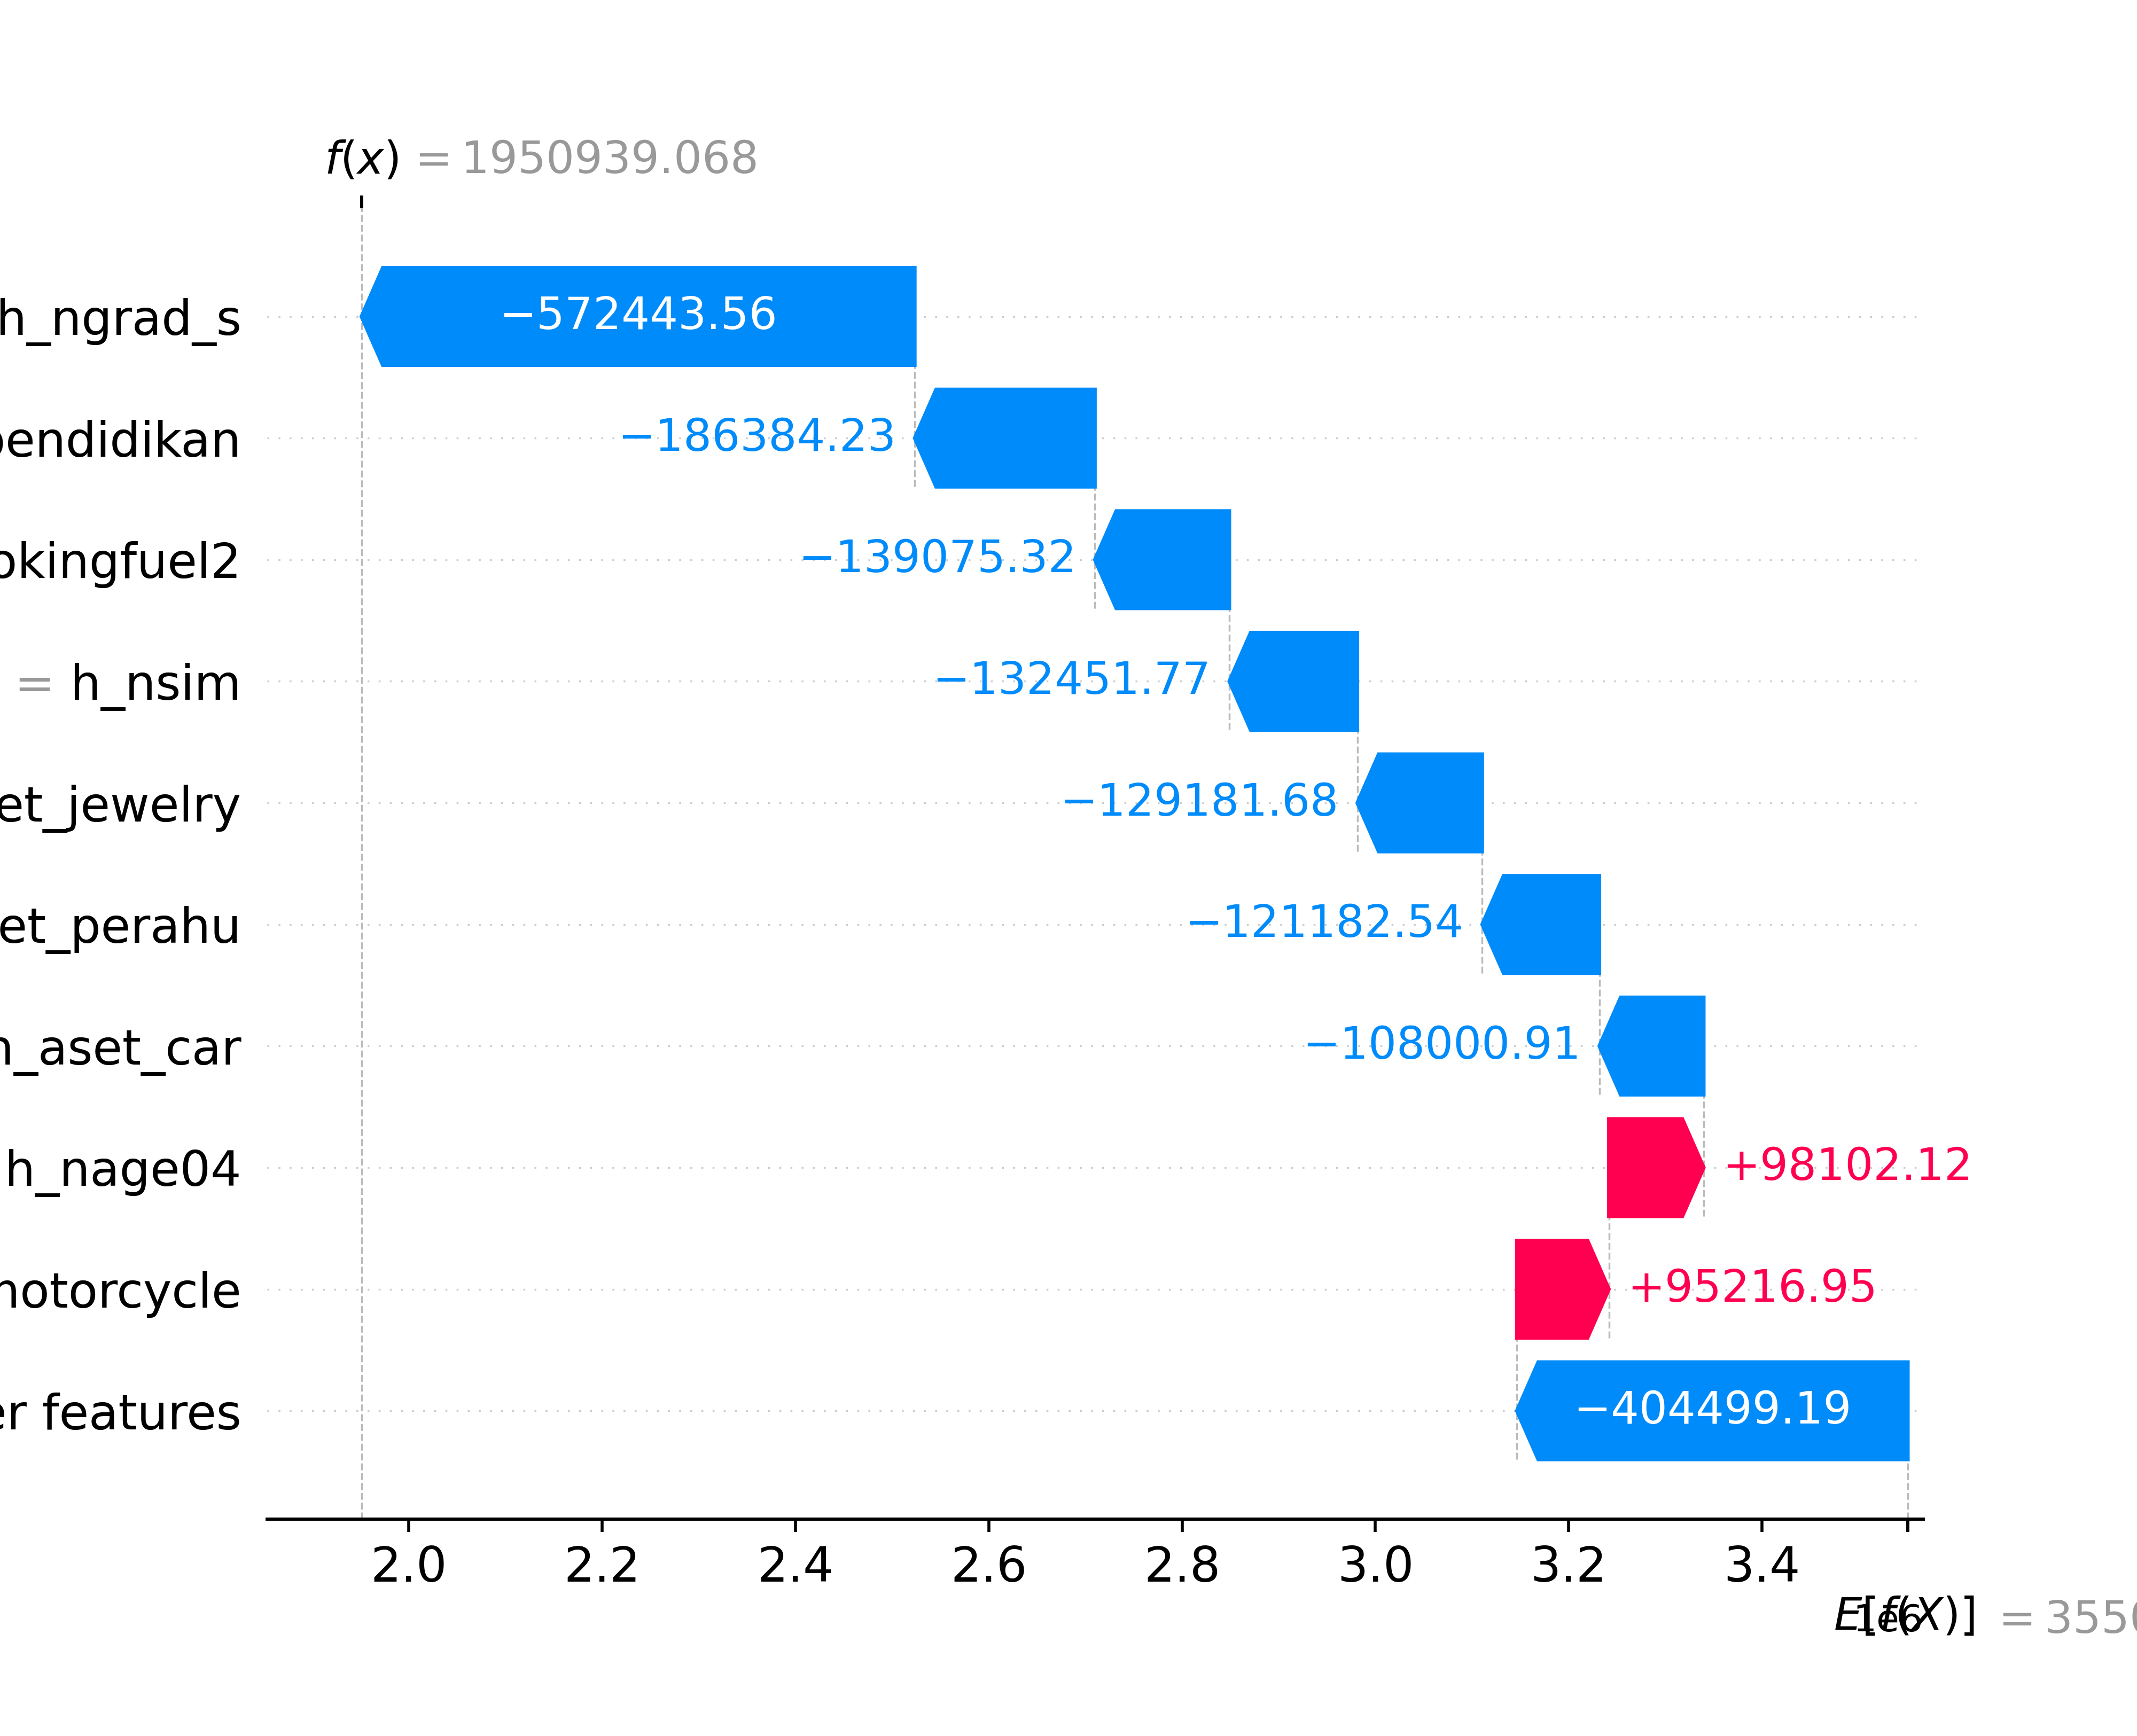 f(x) = 1950939.068
h_ngrad_s −572443.56
pendidikan −186384.23
okingfuel2 −139075.32
= h_nsim −132451.77
et_jewelry −129181.68
et_perahu −121182.54
h_aset_car −108000.91
h_nage04 +98102.12
notorcycle +95216.95
er features −404499.19
2.0 2.2 2.4 2.6 2.8 3.0 3.2 3.4
1e6
E[f(X)] = 3550